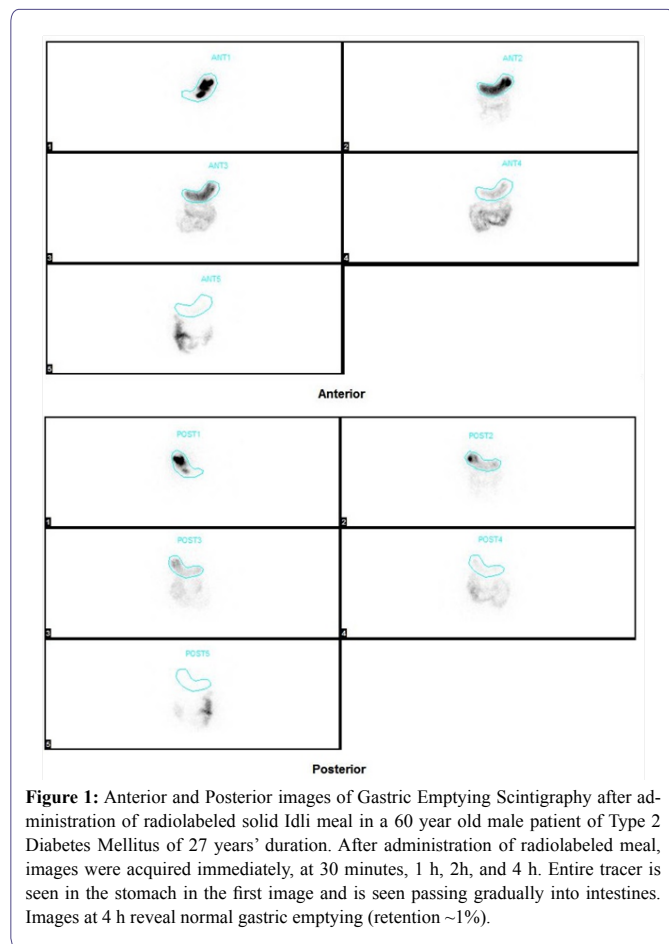 ANT1
ANT2
1
2
ANT3
ANT4
3
4
ANT5
5
Anterior
POST1
POST2
1
2
POST3
POST4
3
4
POST5
5
Posterior
Figure 1: Anterior and Posterior images of Gastric Emptying Scintigraphy after ad-
ministration of radiolabeled solid Idli meal in a 60 year old male patient of Type 2
Diabetes Mellitus of 27 years’ duration. After administration of radiolabeled meal,
images were acquired immediately, at 30 minutes, 1 h, 2h, and 4 h. Entire tracer is
seen in the stomach in the first image and is seen passing gradually into intestines.
Images at 4 h reveal normal gastric emptying (retention ~1%).